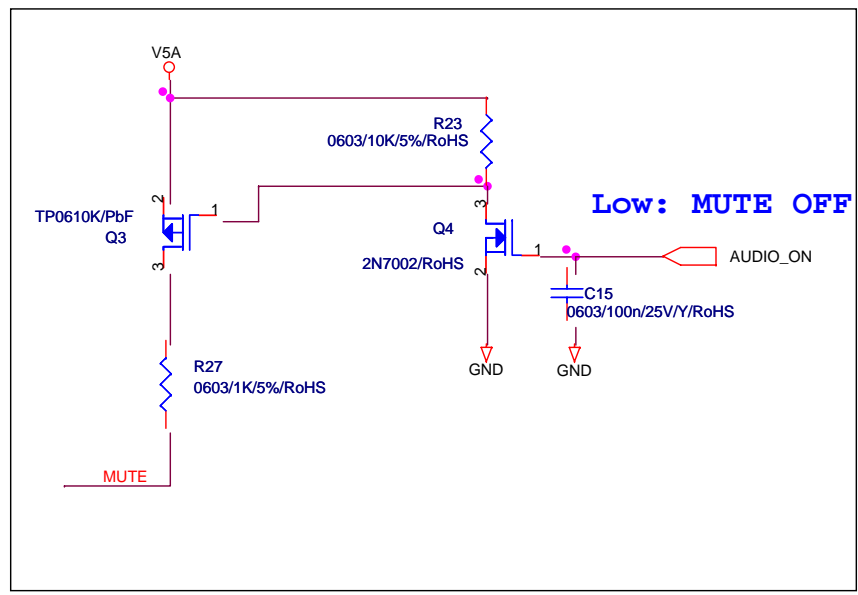 V5A
R23
0603/10K/5%/RoHS
Low: MUTE OFF
2
1
3
TP0610K/PbF
Q3
Q4
1
AUDIO_ON
3
2N7002/RoHS
2
C15
0603/100n/25V/Y/RoHS
R27
0603/1K/5%/RoHS
GND
GND
MUTE